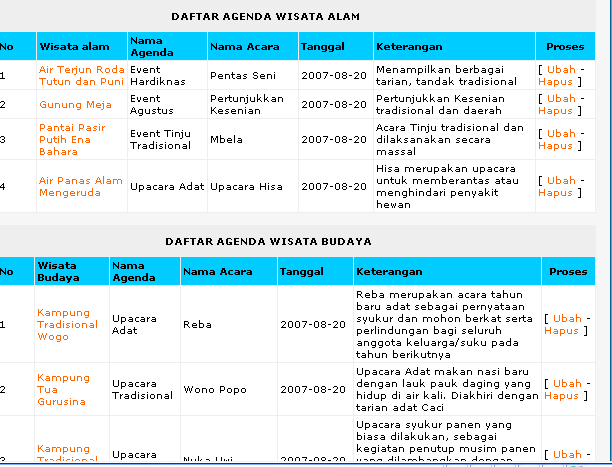 DAFTAR AGENDA WISATA ALAM
No Wisata alam Nama Agenda Nama Acara Tanggal Keterangan Proses
1 Air Terjun Roda Tutun dan Puni Event Hardiknas Pentas Seni 2007-08-20 Menampilkan berbagai tarian, tandak tradisional [ Ubah - Hapus ]
2 Gunung Meja Event Agustus Pertunjukkan Kesenian 2007-08-20 Pertunjukkan Kesenian tradisional dan daerah [ Ubah - Hapus ]
3 Pantai Pasir Putih Ena Bahara Event Tinju Tradisional Mbela 2007-08-20 Acara Tinju tradisional dan dilaksanakan secara massal [ Ubah - Hapus ]
4 Air Panas Alam Mengeruda Upacara Adat Upacara Hisa 2007-08-20 Hisa merupakan upacara untuk memberantas atau menghindari penyakit hewan [ Ubah - Hapus ]
DAFTAR AGENDA WISATA BUDAYA
No Wisata Budaya Nama Agenda Nama Acara Tanggal Keterangan Proses
1 Kampung Tradisional Wogo Upacara Adat Reba 2007-08-20 Reba merupakan acara tahun baru adat sebagai pernyataan syukur dan mohon berkat serta perlindungan bagi seluruh anggota keluarga/suku pada tahun berikutnya [ Ubah - Hapus ]
2 Kampung Tua Gurusina Upacara Tradisional Wono Popo 2007-08-20 Upacara Adat makan nasi baru dengan lauk pauk daging yang hidup di air kali. Diakhiri dengan tarian adat Caci [ Ubah - Hapus ]
3 Kampung Tradisional Upacara Nuka Uwi 2007-08-20 Upacara syukur panen yang biasa dilakukan, sebagai kegiatan penutup musim panen yang dilambangkan dengan [ Ubah -